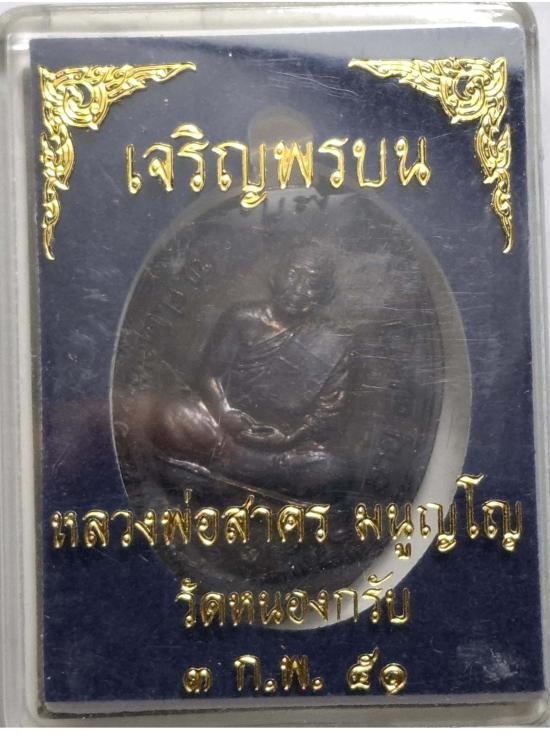 เจริญพรบน
หลวงพ่อสาคร มนูญโญ
วัดหนองกรับ
๓ ก.พ. ๕๑